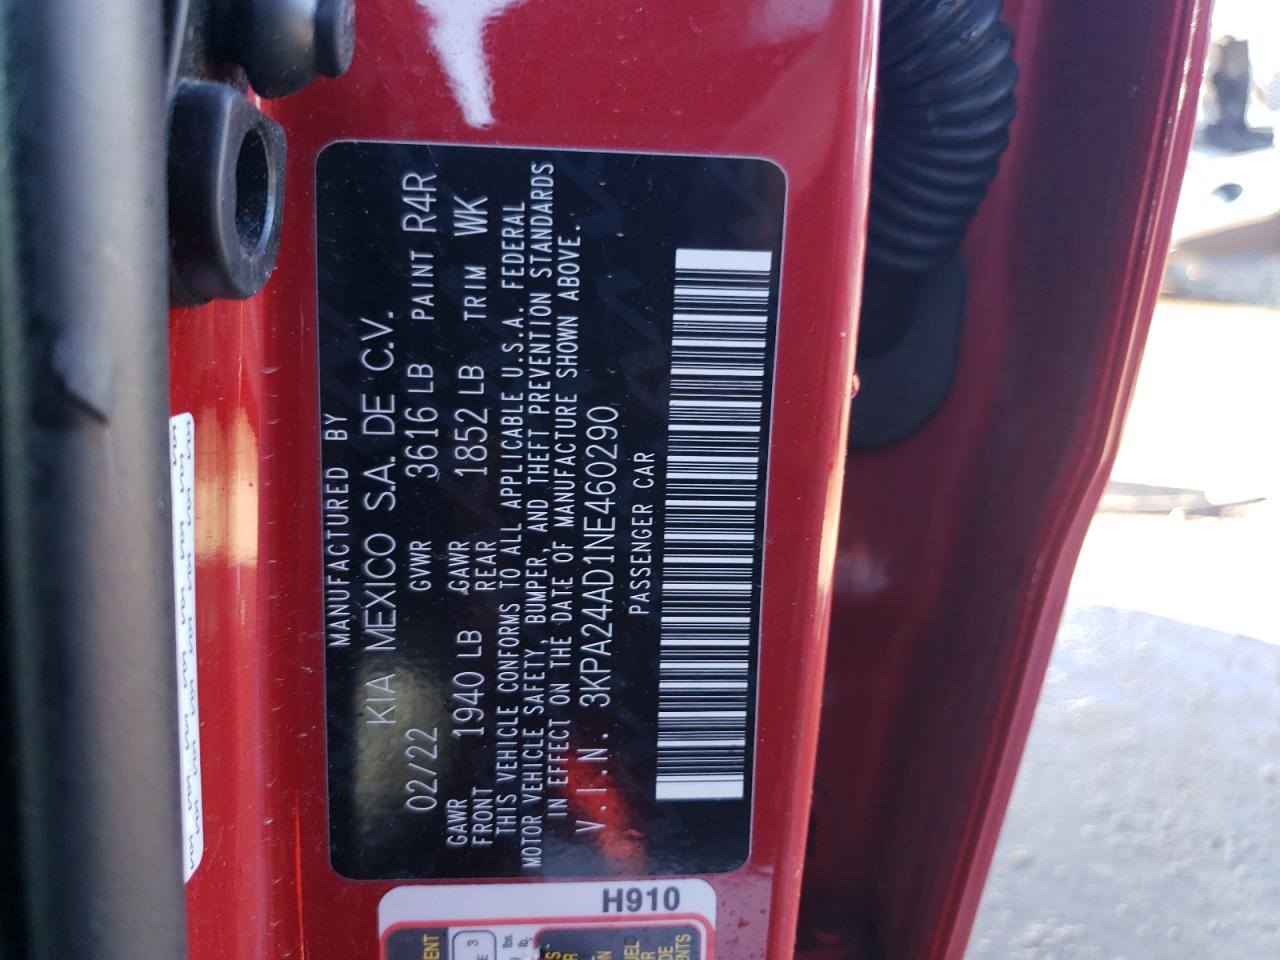 MANUFACTURED BY
KIA MEXICO S.A. DE C.V.
02/22 GVWR 3616 LB PAINT R4R
GAWR FRONT 1940 LB GAWR REAR 1852 LB TRIM WK
THIS VEHICLE CONFORMS TO ALL APPLICABLE U.S.A. FEDERAL
MOTOR VEHICLE SAFETY, BUMPER, AND THEFT PREVENTION STANDARDS
IN EFFECT ON THE DATE OF MANUFACTURE SHOWN ABOVE.
V.I.N. 3KPA24AD1NE460290
PASSENGER CAR
H910